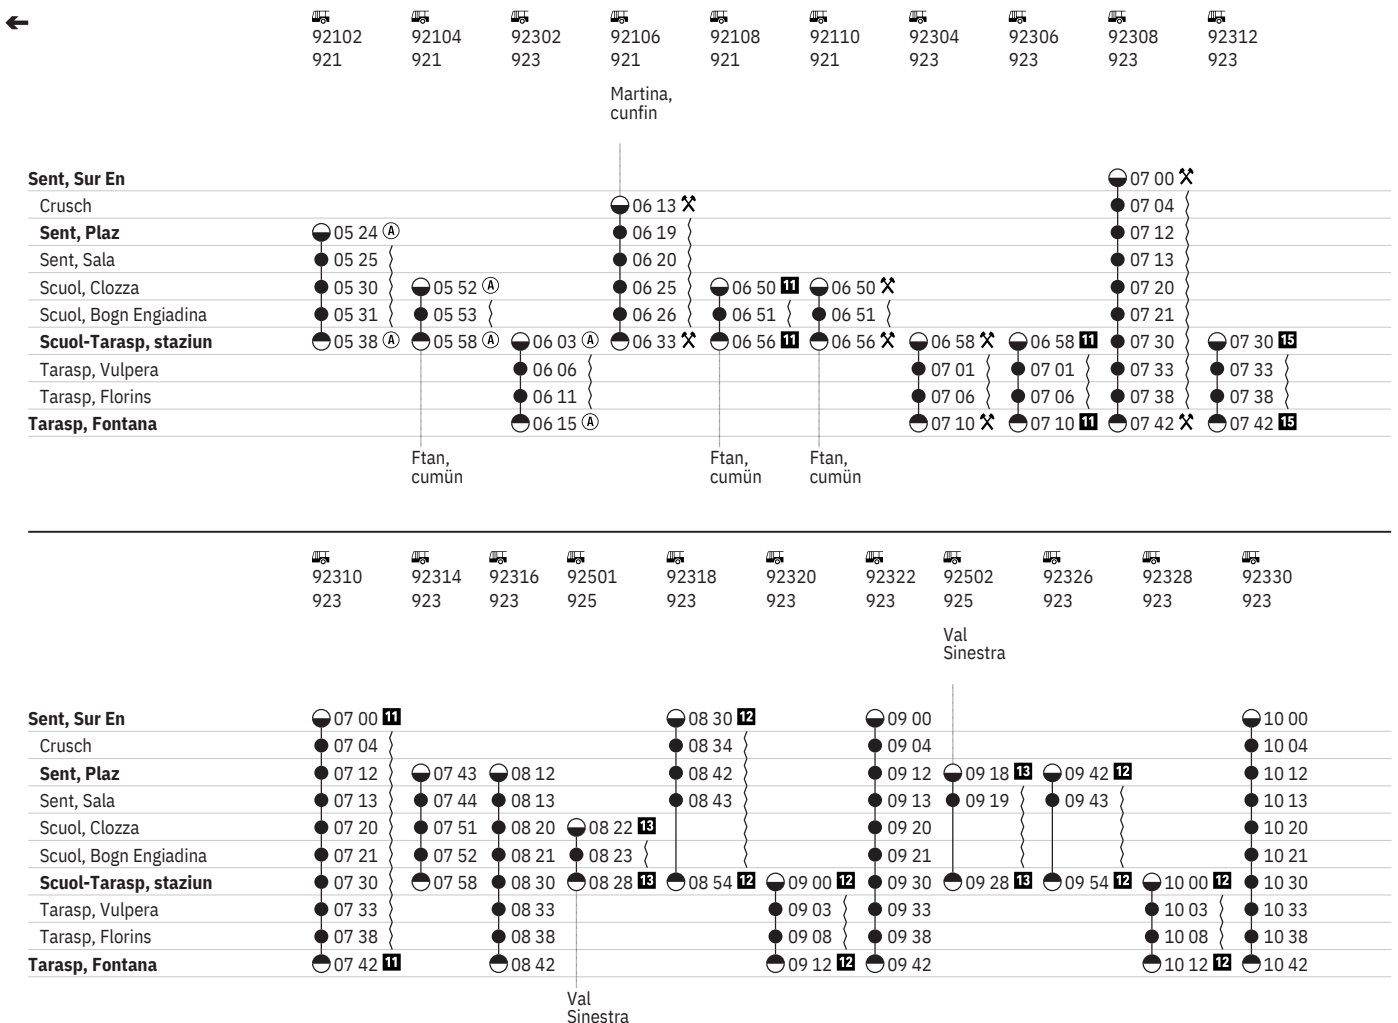 92102 92104 92302 92106 92108 92110 92304 92306 92308 92312
921 921 923 921 921 921 923 923 923 923
Martina,
cunfin
Sent, Sur En 07 00
Crusch 06 13 07 04
Sent, Plaz 05 24 A 06 19 07 12
Sent, Sala 05 25 06 20 07 13
Scuol, Clozza 05 30 05 52 A 06 25 06 50 11 06 50 07 20
Scuol, Bogn Engiadina 05 31 05 53 06 26 06 51 06 51 07 21
Scuol-Tarasp, staziun 05 38 A 05 58 A 06 03 A 06 33 06 56 11 06 56 06 58 06 58 11 07 30 07 30 15
Tarasp, Vulpera 06 06 07 01 07 01 07 33 07 33
Tarasp, Florins 06 11 07 06 07 06 07 38 07 38
Tarasp, Fontana 06 15 A 07 10 07 10 11 07 42 07 42 15
Ftan, Ftan, Ftan,
cumün cumün cumün
92310 92314 92316 92501 92318 92320 92322 92502 92326 92328 92330
923 923 923 925 923 923 923 925 923 923 923
Val
Sinestra
Sent, Sur En 07 00 11 08 30 12 09 00 10 00
Crusch 07 04 08 34 09 04 10 04
Sent, Plaz 07 12 07 43 08 12 08 42 09 12 09 18 13 09 42 12 10 12
Sent, Sala 07 13 07 44 08 13 08 43 09 13 09 19 09 43 10 13
Scuol, Clozza 07 20 07 51 08 20 08 22 13 09 20 10 20
Scuol, Bogn Engiadina 07 21 07 52 08 21 08 23 09 21 10 21
Scuol-Tarasp, staziun 07 30 07 58 08 30 08 28 13 08 54 12 09 00 12 09 30 09 28 13 09 54 12 10 00 12 10 30
Tarasp, Vulpera 07 33 08 33 09 03 09 33 10 03 10 33
Tarasp, Florins 07 38 08 38 09 08 09 38 10 08 10 38
Tarasp, Fontana 07 42 11 08 42 09 12 12 09 42 10 12 12 10 42
Val
Sinestra